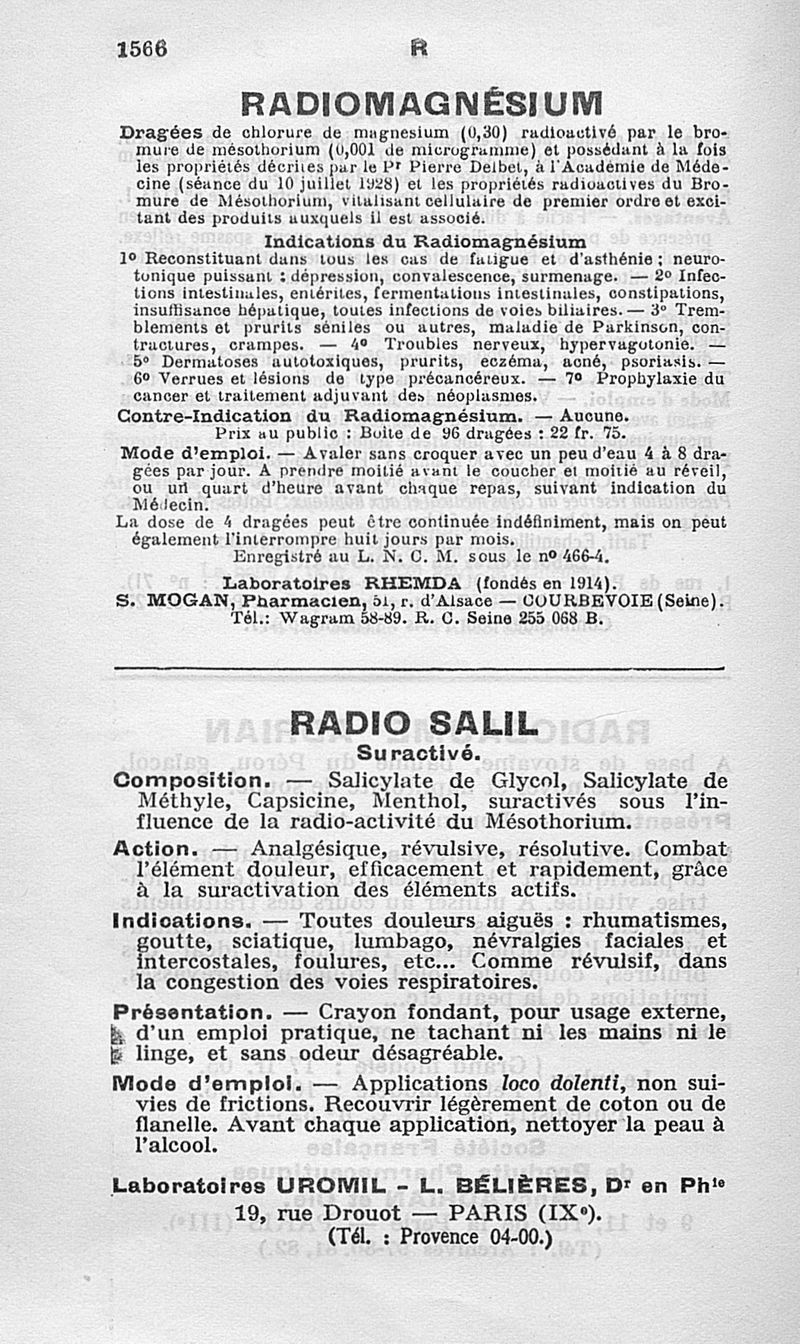 1566
R
RADIOMAGNÉSIUM
Dragées de chlorure de magnesium (0,30) radioactivé par le bro-
mure de mésothorium (0,001 de microgramme) et possédant à la fois
les propriétés décrites par le Pr Pierre Delbet, à l'Académie de Méde-
cine (séance du 10 juillet 1928) et les propriétés radioactives du Bro-
mure de Mésothorium, vitalisant cellulaire de premier ordre et exci-
tant des produits auxquels il est associé.
Indications du Radiomagnésium
1º Reconstituant dans tous les cas de fatigue et d'asthénie ; neuro-
tonique puissant : dépression, convalescence, surmenage. — 2º Infec-
tions intestinales, entérites, fermentations intestinales, constipations,
insuffisance hépatique, toutes infections de voies biliaires. — 3º Trem-
blements et prurits séniles ou autres, maladie de Parkinson, con-
tractures, crampes. — 4º Troubles nerveux, hypervagotonie. —
5º Dermatoses autotoxiques, prurits, eczéma, acné, psoriasis. —
6º Verrues et lésions de type précancéreux. — 7º Prophylaxie du
cancer et traitement adjuvant des néoplasmes.
Contre-Indication du Radiomagnésium. — Aucune.
Prix au public : Boîte de 96 dragées : 22 fr. 75.
Mode d'emploi. — Avaler sans croquer avec un peu d'eau 4 à 8 dra-
gées par jour. A prendre moitié avant le coucher et moitié au réveil,
ou un quart d'heure avant chaque repas, suivant indication du
Médecin.
La dose de 4 dragées peut être continuée indéfiniment, mais on peut
également l'interrompre huit jours par mois.
Enregistré au L. N. C. M. sous le nº 466-4.
Laboratoires RHEMDA (fondés en 1914).
S. MOGAN, Pharmacien, 51, r. d'Alsace — COURBEVOIE (Seine).
Tél.: Wagram 58-89. R. C. Seine 255 068 B.
RADIO SALIL
Suractivé.
Composition. — Salicylate de Glycol, Salicylate de
Méthyle, Capsicine, Menthol, suractivés sous l'in-
fluence de la radio-activité du Mésothorium.
Action. — Analgésique, révulsive, résolutive. Combat
l'élément douleur, efficacement et rapidement, grâce
à la suractivation des éléments actifs.
Indications. — Toutes douleurs aiguës : rhumatismes,
goutte, sciatique, lumbago, névralgies faciales et
intercostales, foulures, etc... Comme révulsif, dans
la congestion des voies respiratoires.
Présentation. — Crayon fondant, pour usage externe,
d'un emploi pratique, ne tachant ni les mains ni le
linge, et sans odeur désagréable.
Mode d'emploi. — Applications loco dolenti, non sui-
vies de frictions. Recouvrir légèrement de coton ou de
flanelle. Avant chaque application, nettoyer la peau à
l'alcool.
Laboratoires UROMIL - L. BÉLIÈRES, Dr en Phie
19, rue Drouot — PARIS (IXe).
(Tél. : Provence 04-00.)